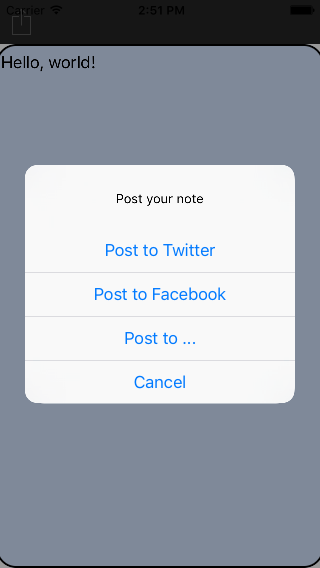 Carrier 2:51 PM
Hello, world!
Post your note
Post to Twitter
Post to Facebook
Post to ...
Cancel